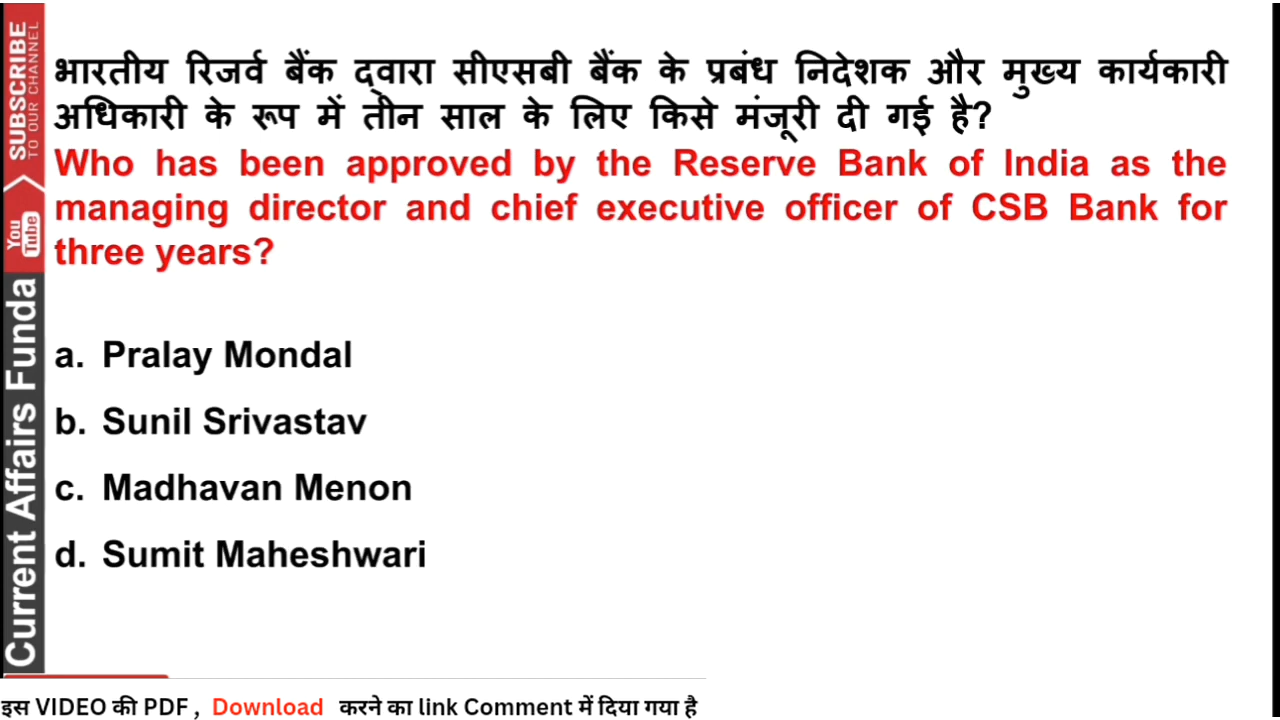 भारतीय रिजर्व बैंक द्वारा सीएसबी बैंक के प्रबंध निदेशक और मुख्य कार्यकारी
अधिकारी के रूप में तीन साल के लिए किसे मंजूरी दी गई है?
Who has been approved by the Reserve Bank of India as the
managing director and chief executive officer of CSB Bank for
three years?
a. Pralay Mondal
b. Sunil Srivastav
c. Madhavan Menon
d. Sumit Maheshwari
SUBSCRIBE
TO OUR CHANNEL
You
Tube
Current Affairs Funda
इस VIDEO की PDF , Download करने का link Comment में दिया गया है